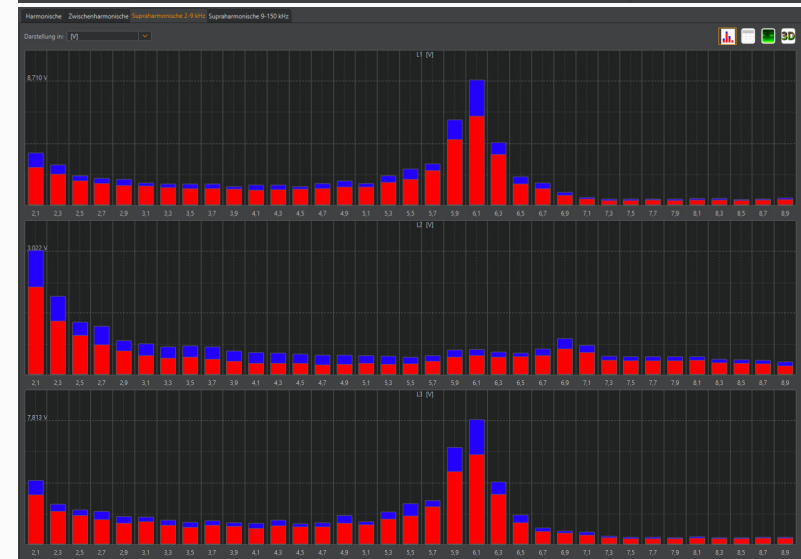 Harmonische Zwischenharmonische Supraharmonische 2-9 kHz Supraharmonische 9-150 kHz
Darstellung in: [V] 3D
L1 [V]
8,710 V
2,1 2,3 2,5 2,7 2,9 3,1 3,3 3,5 3,7 3,9 4,1 4,3 4,5 4,7 4,9 5,1 5,3 5,5 5,7 5,9 6,1 6,3 6,5 6,7 6,9 7,1 7,3 7,5 7,7 7,9 8,1 8,3 8,5 8,7 8,9
L2 [V]
3,022 V
2,1 2,3 2,5 2,7 2,9 3,1 3,3 3,5 3,7 3,9 4,1 4,3 4,5 4,7 4,9 5,1 5,3 5,5 5,7 5,9 6,1 6,3 6,5 6,7 6,9 7,1 7,3 7,5 7,7 7,9 8,1 8,3 8,5 8,7 8,9
L3 [V]
7,813 V
2,1 2,3 2,5 2,7 2,9 3,1 3,3 3,5 3,7 3,9 4,1 4,3 4,5 4,7 4,9 5,1 5,3 5,5 5,7 5,9 6,1 6,3 6,5 6,7 6,9 7,1 7,3 7,5 7,7 7,9 8,1 8,3 8,5 8,7 8,9